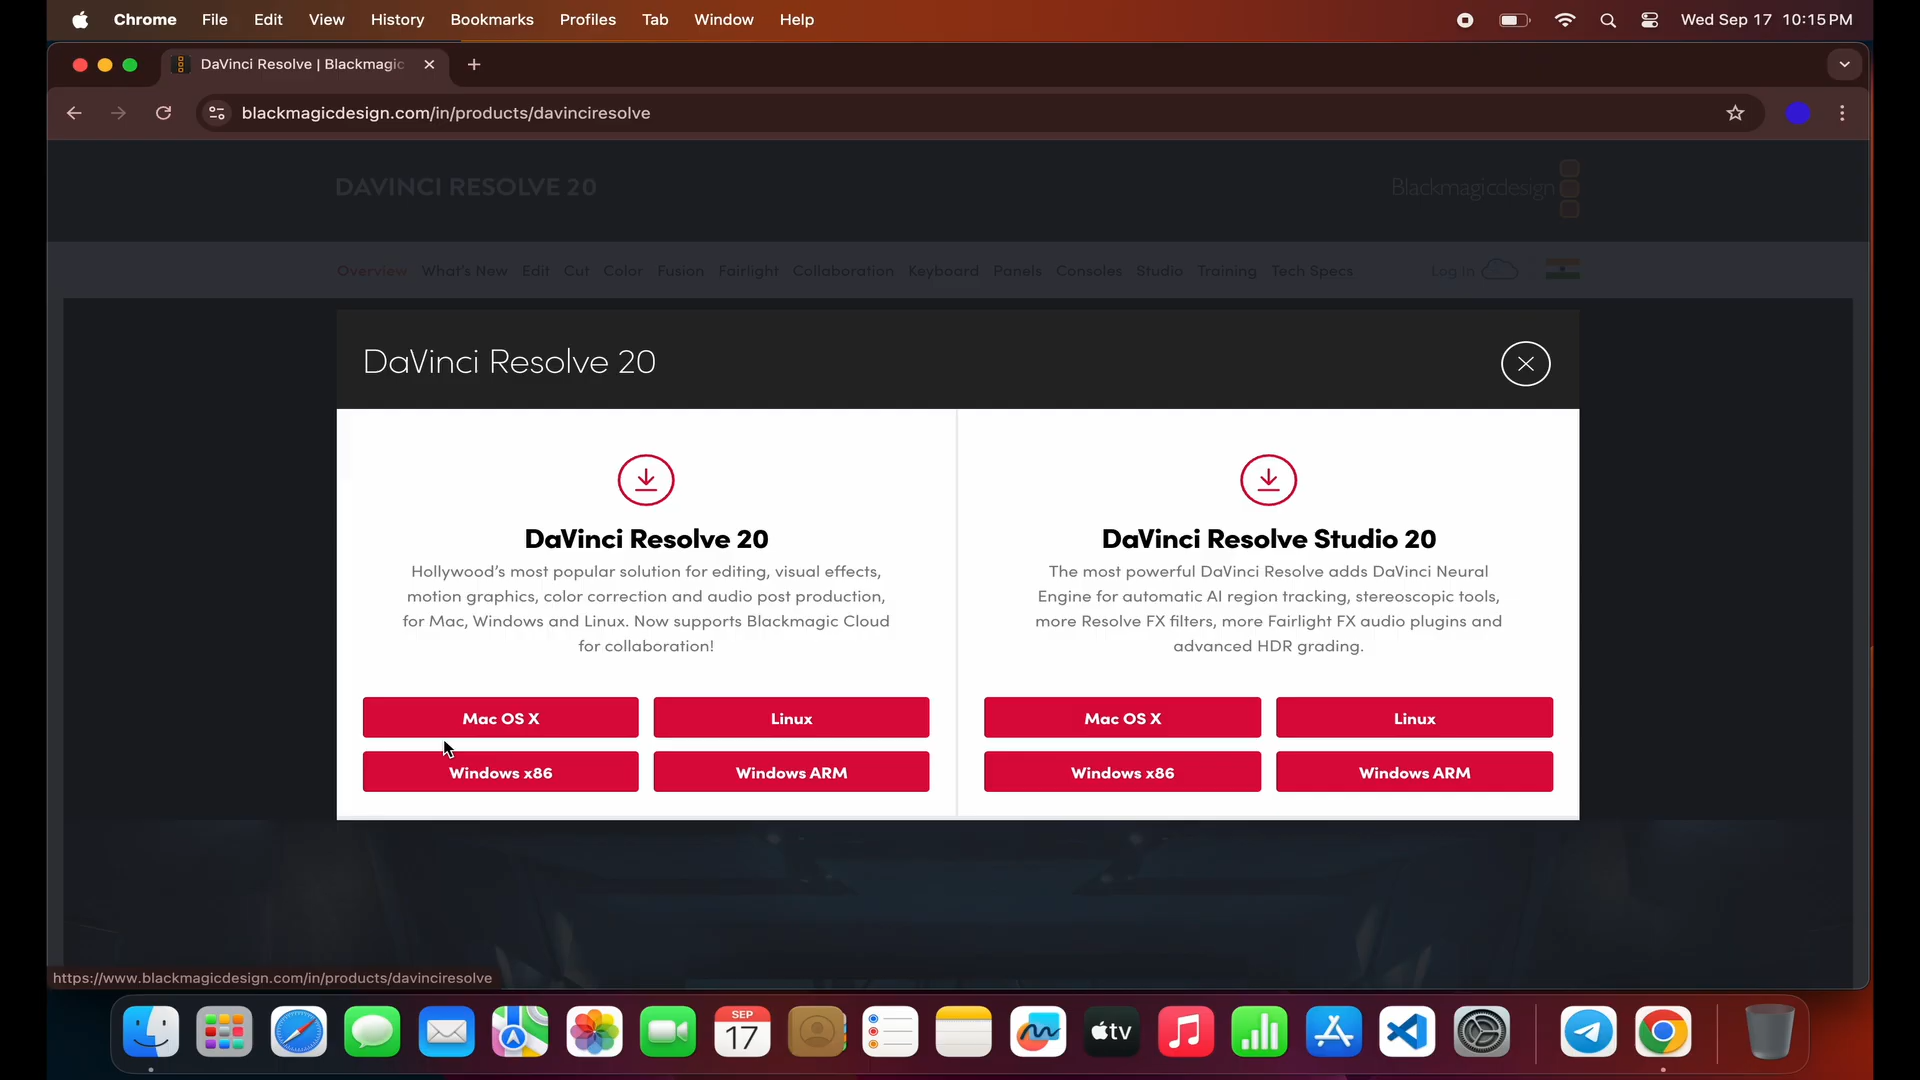 Chrome File Edit View History Bookmarks Profiles Tab Window Help Wed Sep 17 10:15 PM
DaVinci Resolve | Blackmagic
blackmagicdesign.com/in/products/davinciresolve
DAVINCI RESOLVE 20
Blackmagicdesign
Overview What's New Edit Cut Color Fusion Fairlight Collaboration Keyboard Panels Consoles Studio Training Tech Specs Log in
DaVinci Resolve 20
DaVinci Resolve 20
Hollywood's most popular solution for editing, visual effects,
motion graphics, color correction and audio post production,
for Mac, Windows and Linux. Now supports Blackmagic Cloud
for collaboration!
Mac OS X Linux
Windows x86 Windows ARM
DaVinci Resolve Studio 20
The most powerful DaVinci Resolve adds DaVinci Neural
Engine for automatic AI region tracking, stereoscopic tools,
more Resolve FX filters, more Fairlight FX audio plugins and
advanced HDR grading.
Mac OS X Linux
Windows x86 Windows ARM
https://www.blackmagicdesign.com/in/products/davinciresolve
SEP
17
tv